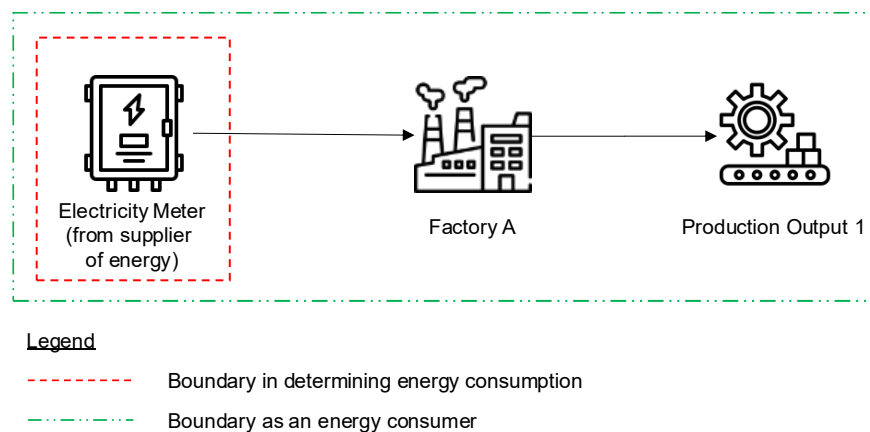 Electricity Meter
(from supplier
of energy)
Factory A
Production Output 1
Legend
Boundary in determining energy consumption
Boundary as an energy consumer